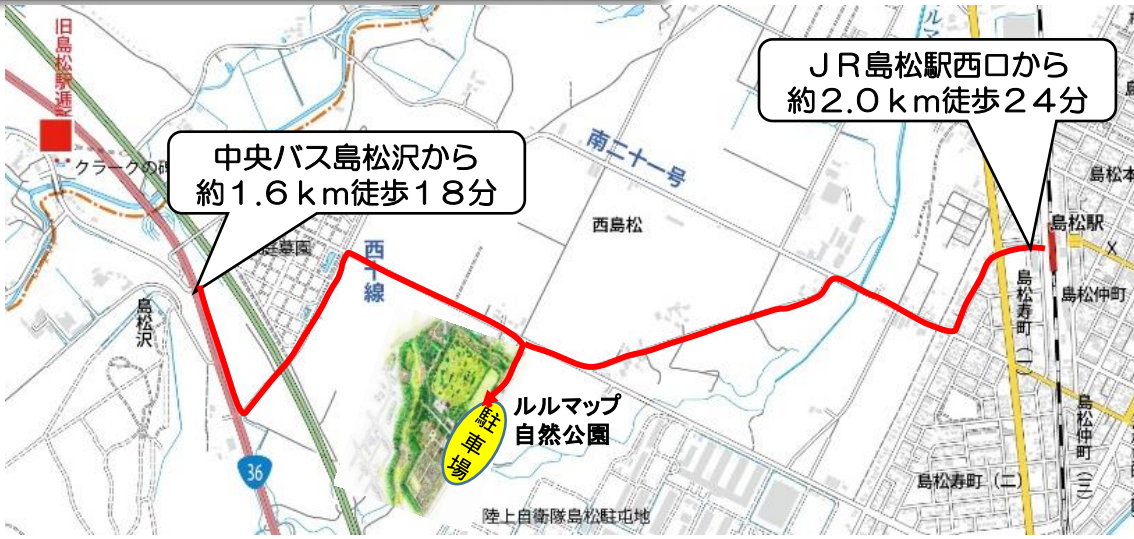 旧島松駅逓
クラークの碑
中央バス島松沢から
約1.6km徒歩18分
JR島松駅西口から
約2.0km徒歩24分
南二十一号
西島松
島松駅
島松本
島松仲町
島松寿町(一)
墓園
西十線
島松沢
ルルマップ
自然公園
駐車場
36
島松寿町(二)
島松仲町(三)
陸上自衛隊島松駐屯地